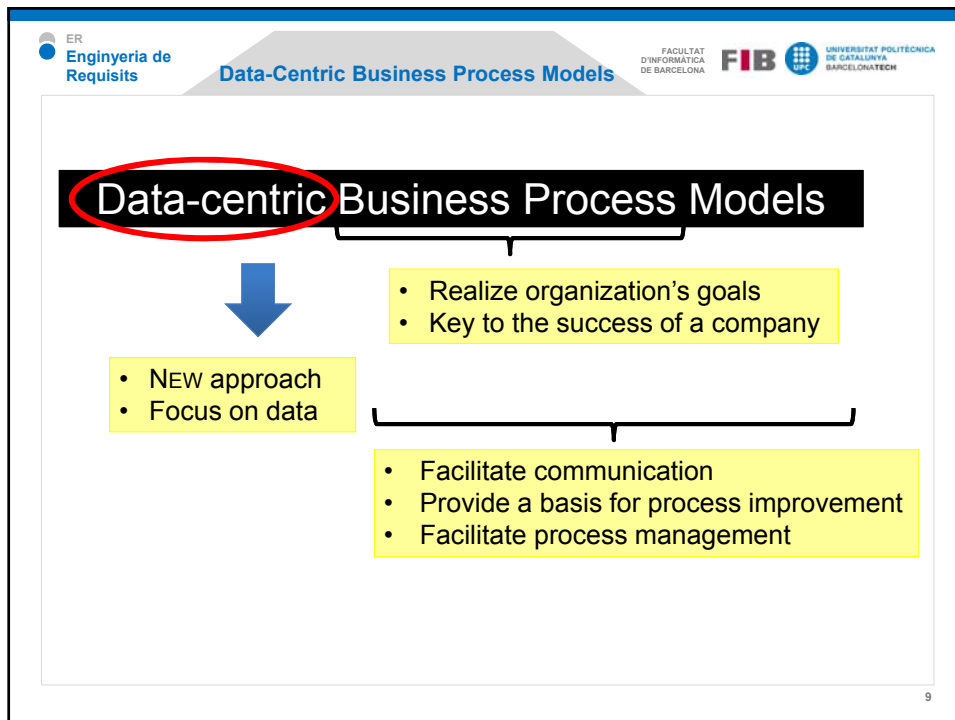 ER
Enginyeria de
Requisits
Data-Centric Business Process Models
FACULTAT
D'INFORMÀTICA
DE BARCELONA
FIB
UPC
UNIVERSITAT POLITÈCNICA
DE CATALUNYA
BARCELONATECH
Data-centric Business Process Models
• Realize organization’s goals
• Key to the success of a company
• NEW approach
• Focus on data
• Facilitate communication
• Provide a basis for process improvement
• Facilitate process management
9